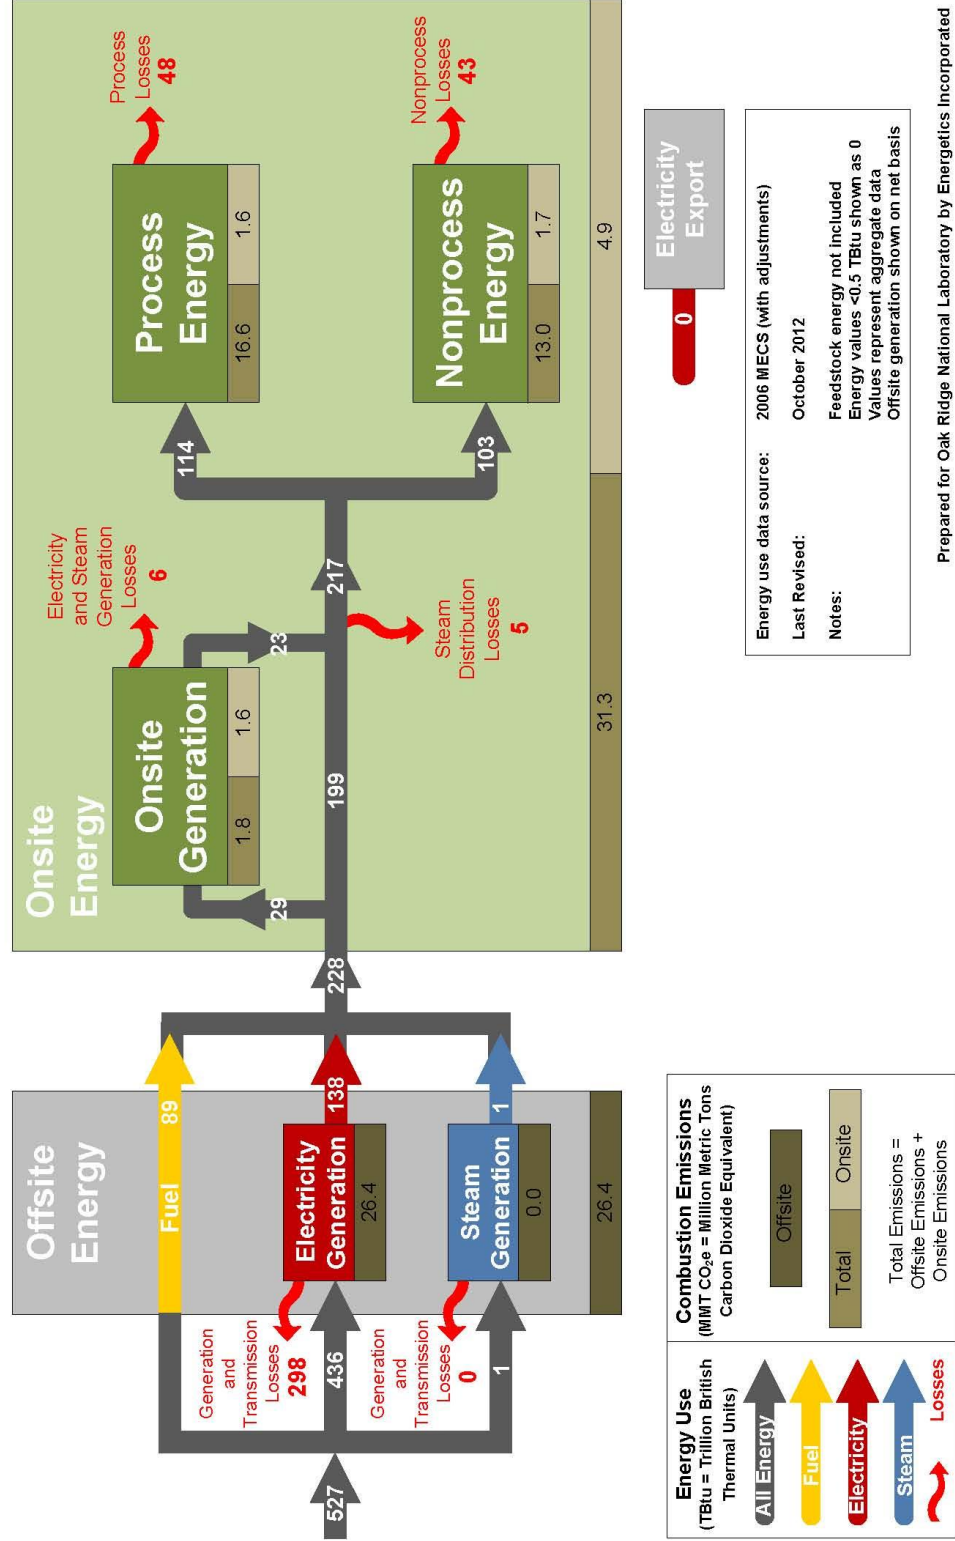 Offsite
Energy
Onsite
Energy
527
Fuel
89
Generation
and
Transmission
Losses
298
436
Electricity
Generation
26.4
138
Generation
and
Transmission
Losses
0
1
Steam
Generation
0.0
1
26.4
228
29
Onsite
Generation
1.8
1.6
Electricity
and Steam
Generation
Losses
6
23
199
217
Steam
Distribution
Losses
5
114
Process
Energy
16.6
1.6
Process
Losses
48
103
Nonprocess
Energy
13.0
1.7
Nonprocess
Losses
43
31.3
4.9
0
Electricity
Export
Energy Use
(TBtu = Trillion British
Thermal Units)
All Energy
Fuel
Electricity
Steam
Losses
Combustion Emissions
(MMT CO₂e = Million Metric Tons
Carbon Dioxide Equivalent)
Offsite
Total
Onsite
Total Emissions =
Offsite Emissions +
Onsite Emissions
Energy use data source: 2006 MECS (with adjustments)
Last Revised: October 2012
Notes: Feedstock energy not included
Energy values <0.5 TBtu shown as 0
Values represent aggregate data
Offsite generation shown on net basis
Prepared for Oak Ridge National Laboratory by Energetics Incorporated